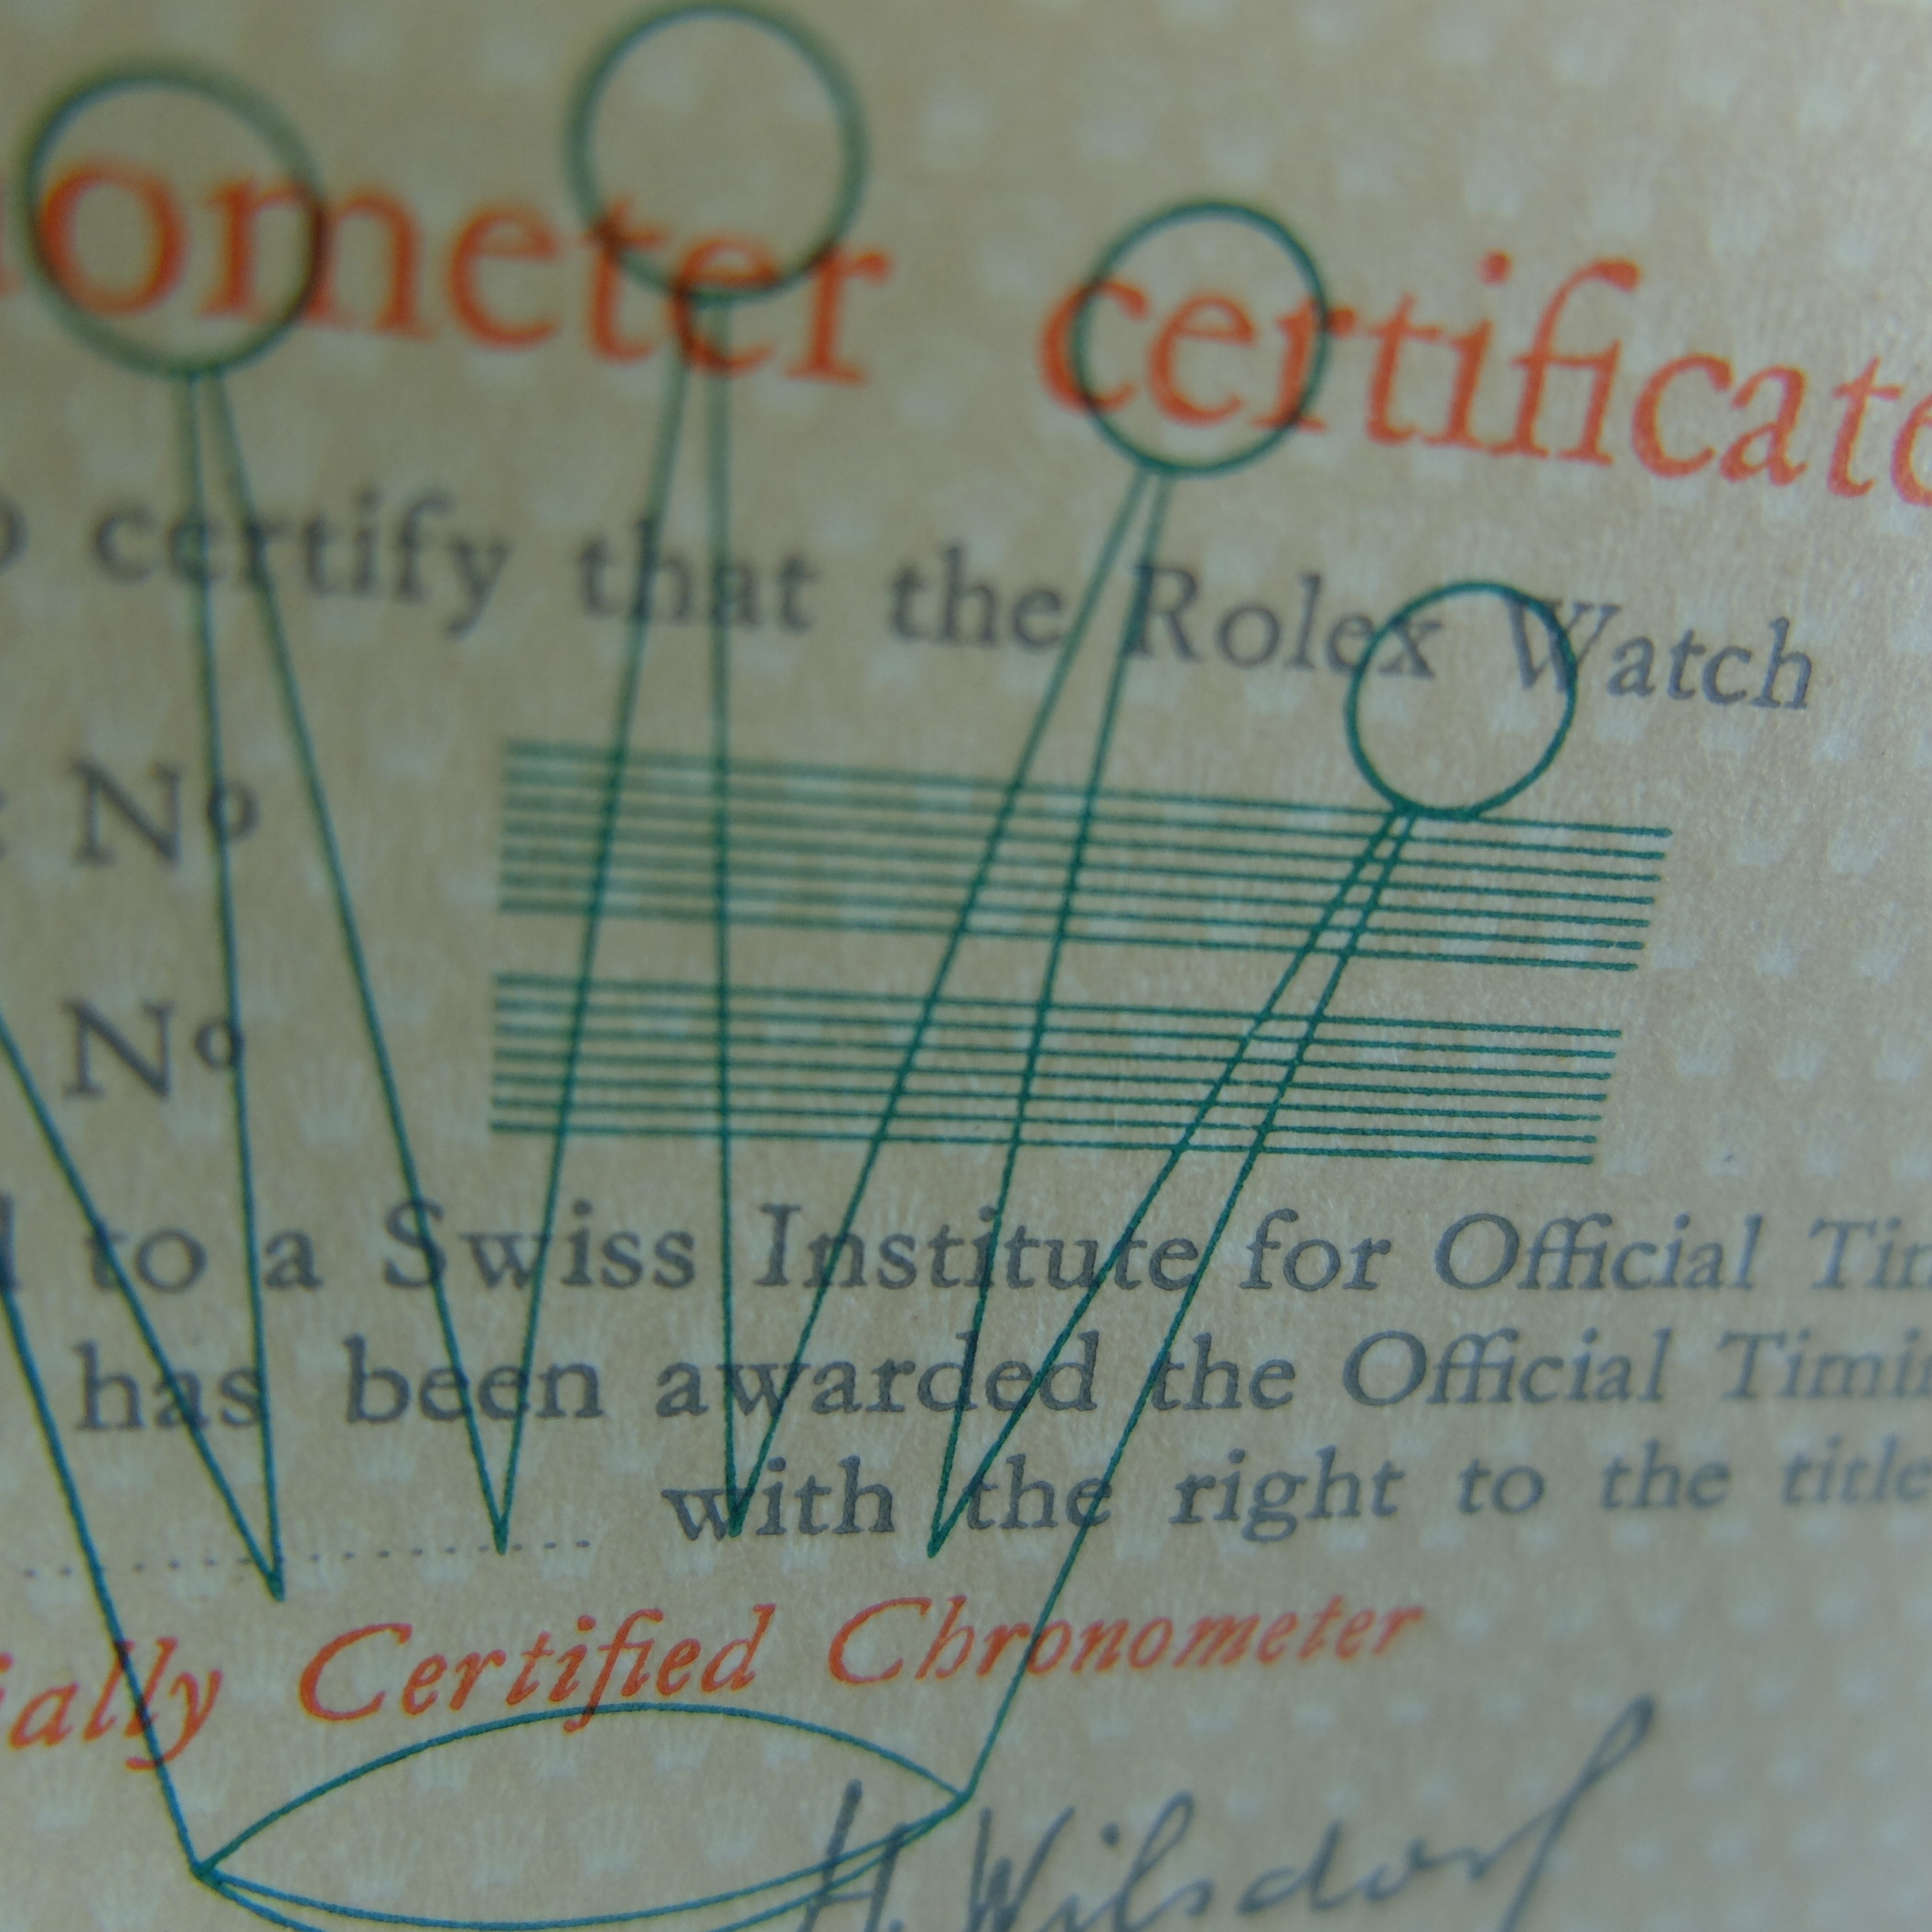 ometer certificate
certify that the Rolex Watch
Nº
Nº
to a Swiss Institute for Official
has been awarded the Official
with the right to the title
Certified Chronometer
H. Wilsdorf